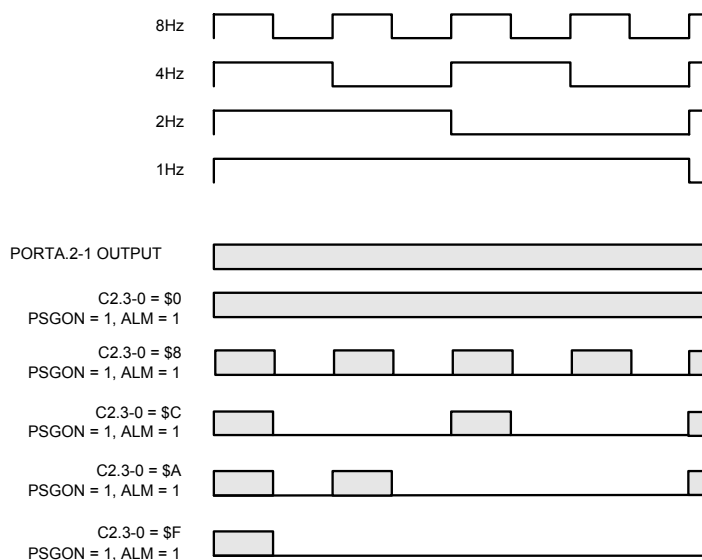 8Hz
4Hz
2Hz
1Hz
PORTA.2-1 OUTPUT
C2.3-0 = $0
PSGON = 1, ALM = 1
C2.3-0 = $8
PSGON = 1, ALM = 1
C2.3-0 = $C
PSGON = 1, ALM = 1
C2.3-0 = $A
PSGON = 1, ALM = 1
C2.3-0 = $F
PSGON = 1, ALM = 1